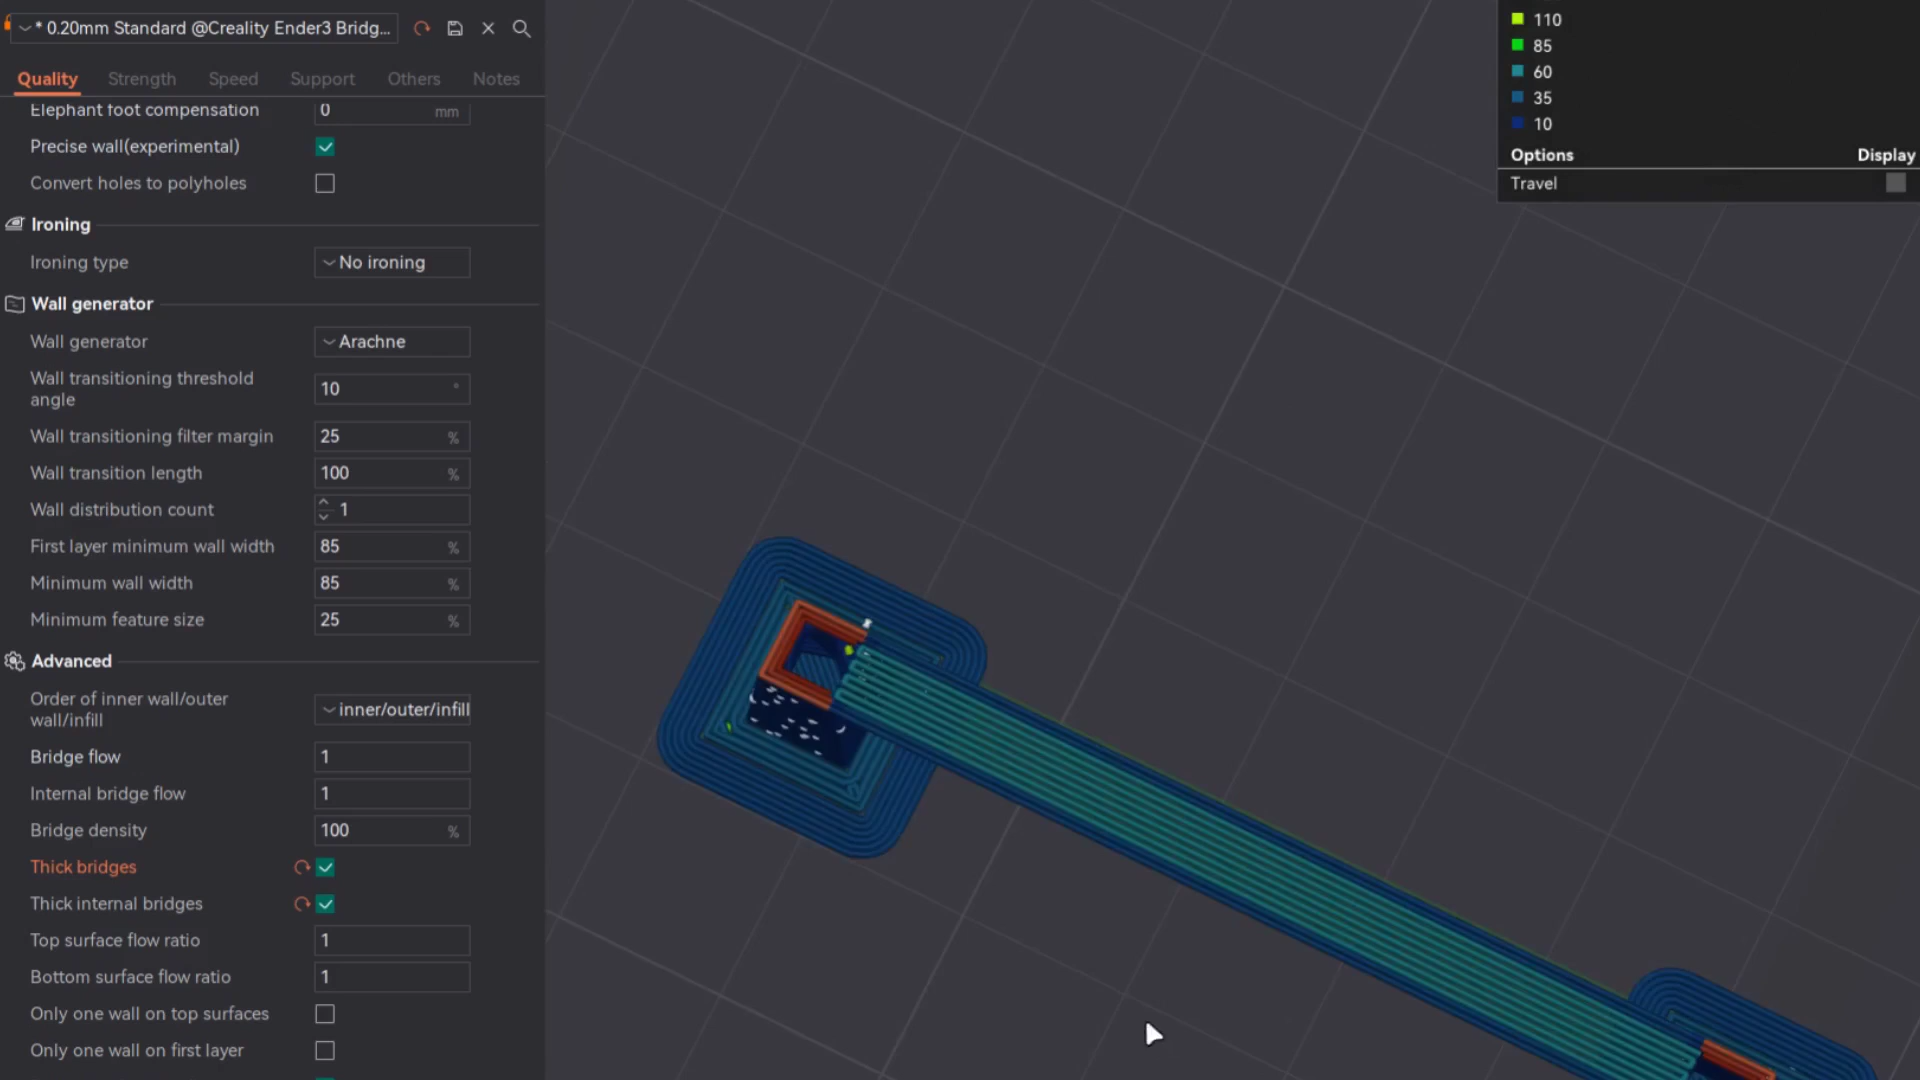 * 0.20mm Standard @Creality Ender3 Bridg...
Quality Strength Speed Support Others Notes
Elephant foot compensation 0 mm
Precise wall(experimental)
Convert holes to polyholes
Ironing
Ironing type No ironing
Wall generator
Wall generator Arachne
Wall transitioning threshold
angle 10 °
Wall transitioning filter margin 25 %
Wall transition length 100 %
Wall distribution count 1
First layer minimum wall width 85 %
Minimum wall width 85 %
Minimum feature size 25 %
Advanced
Order of inner wall/outer
wall/infill inner/outer/infill
Bridge flow 1
Internal bridge flow 1
Bridge density 100 %
Thick bridges
Thick internal bridges
Top surface flow ratio 1
Bottom surface flow ratio 1
Only one wall on top surfaces
Only one wall on first layer
110
85
60
35
10
Options Display
Travel